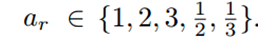 a_r ∈ {1, 2, 3, 1/2, 1/3}.